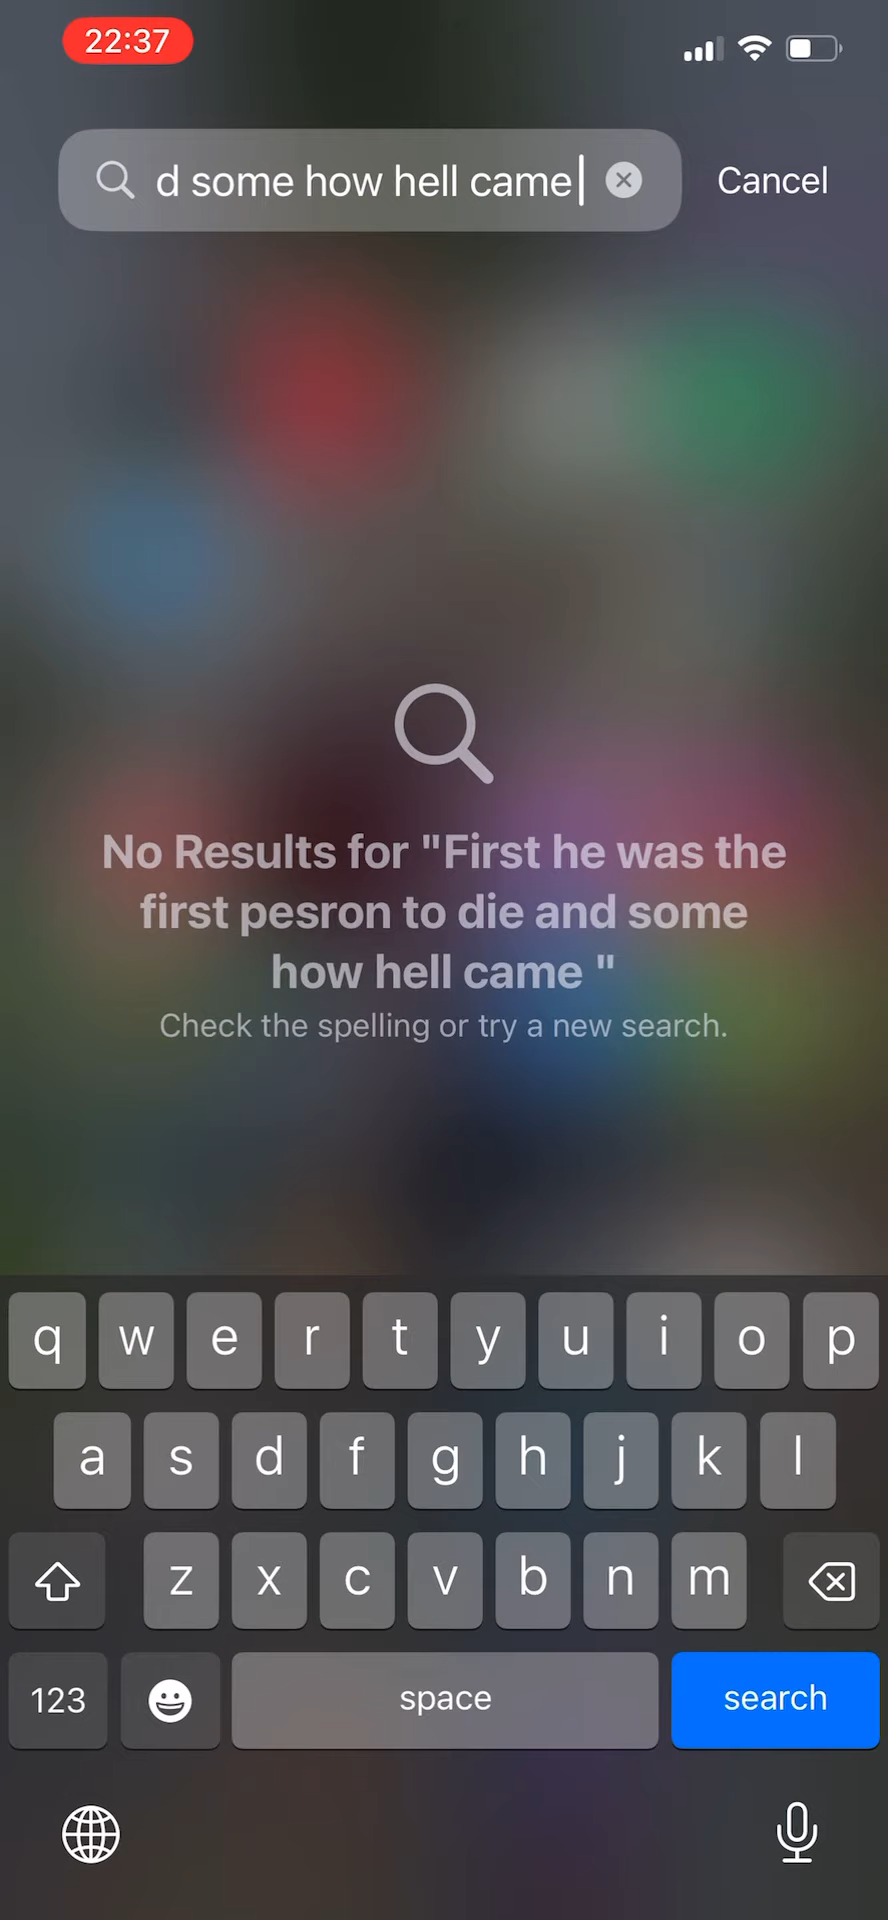 22:37
d some how hell came
Cancel
No Results for "First he was the
first pesron to die and some
how hell came "
Check the spelling or try a new search.
q w e r t y u i o p
a s d f g h j k l
z x c v b n m
123 space search